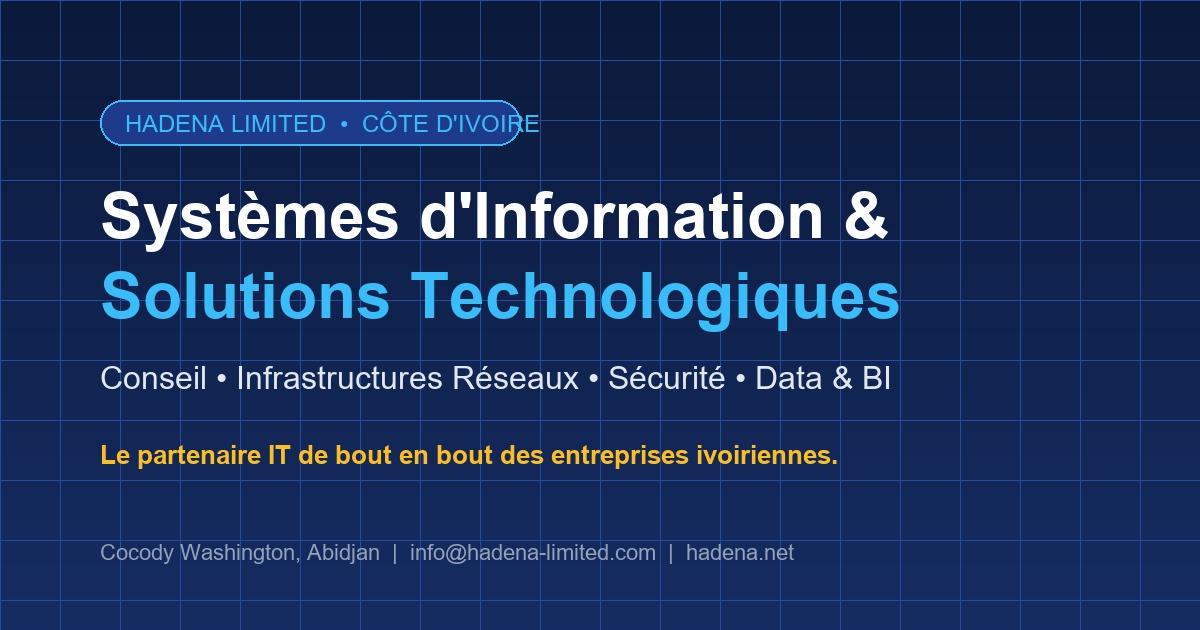 HADENA LIMITED • CÔTE D'IVOIRE
Systèmes d'Information &
Solutions Technologiques
Conseil • Infrastructures Réseaux • Sécurité • Data & BI
Le partenaire IT de bout en bout des entreprises ivoiriennes.
Cocody Washington, Abidjan | info@hadena-limited.com | hadena.net